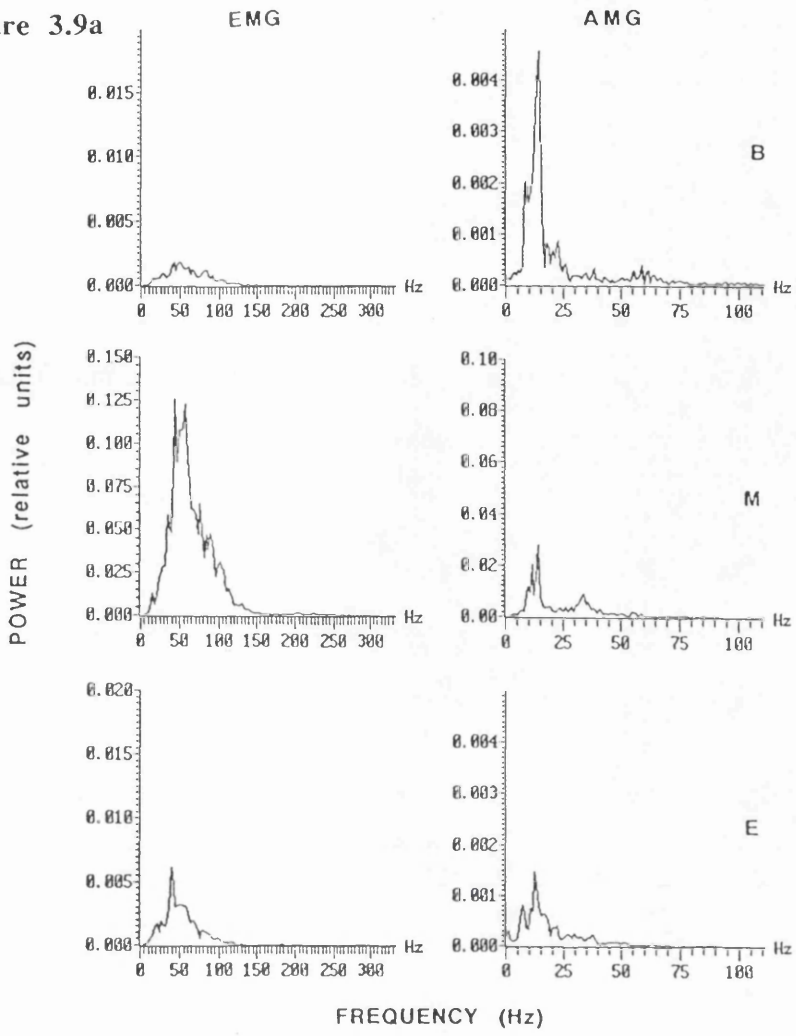 re 3.9a
EMG
AMG
0.015
0.010
0.005
0.000
0 50 100 150 200 250 300 Hz
0.004
0.003
0.002
0.001
0.000
0 25 50 75 100 Hz
B
POWER (relative units)
0.150
0.125
0.100
0.075
0.050
0.025
0.000
0 50 100 150 200 250 300 Hz
0.10
0.08
0.06
0.04
0.02
0.00
0 25 50 75 100 Hz
M
0.020
0.015
0.010
0.005
0.000
0 50 100 150 200 250 300 Hz
0.004
0.003
0.002
0.001
0.000
0 25 50 75 100 Hz
E
FREQUENCY (Hz)